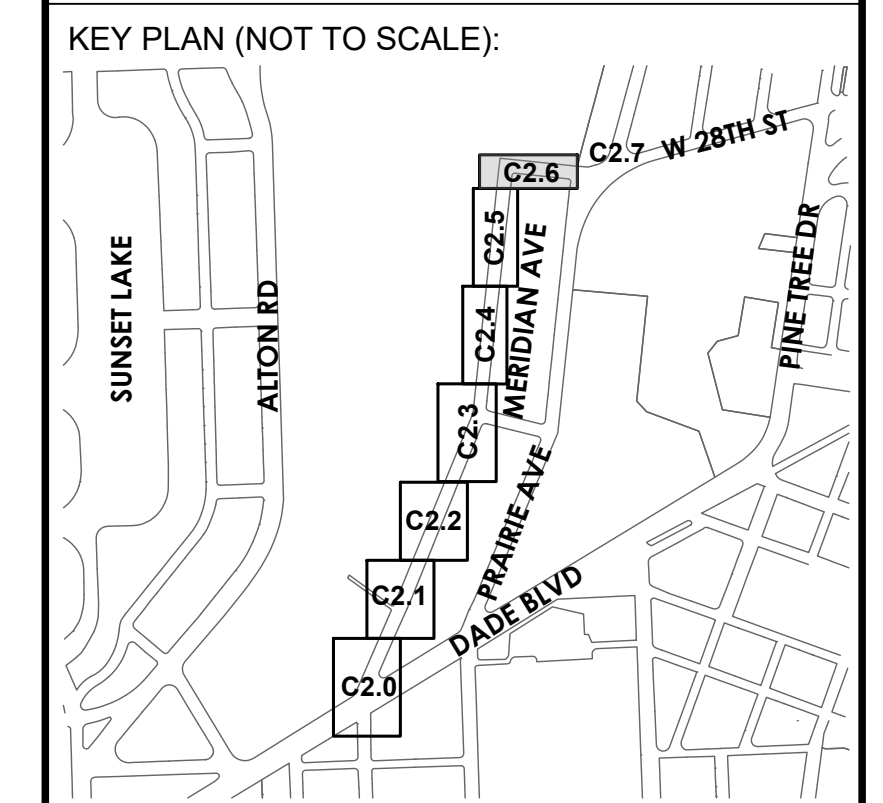 KEY PLAN (NOT TO SCALE):
C2.7
W 28TH ST
C2.6
C2.5
MERIDIAN AVE
PINE TREE DR
SUNSET LAKE
ALTON RD
C2.4
C2.3
PRAIRIE AVE
C2.2
C2.1
DADE BLVD
C2.0